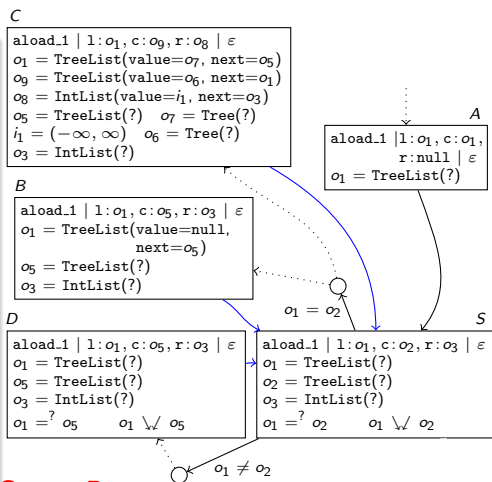 C
aload_1 | l:o₁, c:o₉, r:o₈ | ε
o₁ = TreeList(value=o₇, next=o₅)
o₉ = TreeList(value=o₆, next=o₁)
o₈ = IntList(value=i₁, next=o₃)
o₅ = TreeList(?) o₇ = Tree(?)
i₁ = (−∞, ∞) o₆ = Tree(?)
o₃ = IntList(?)
A
aload_1 |l:o₁, c:o₁,
r:null | ε
o₁ = TreeList(?)
B
aload_1 | l:o₁, c:o₅, r:o₃ | ε
o₁ = TreeList(value=null,
next=o₅)
o₅ = TreeList(?)
o₃ = IntList(?)
o₁ = o₂
D
aload_1 | l:o₁, c:o₅, r:o₃ | ε
o₁ = TreeList(?)
o₅ = TreeList(?)
o₃ = IntList(?)
o₁ =? o₅ o₁ \↙↘/ o₅
S
aload_1 | l:o₁, c:o₂, r:o₃ | ε
o₁ = TreeList(?)
o₂ = TreeList(?)
o₃ = IntList(?)
o₁ =? o₂ o₁ \↙↘/ o₂
o₁ ≠ o₂